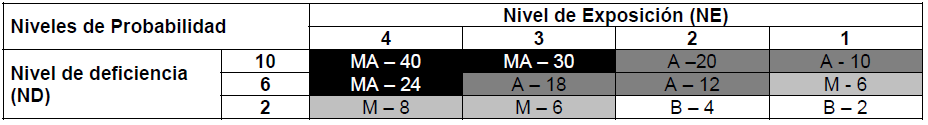 Niveles de Probabilidad Nivel de Exposición (NE)
4 3 2 1
Nivel de deficiencia (ND) 10 MA – 40 MA – 30 A –20 A - 10
6 MA – 24 A – 18 A – 12 M - 6
2 M – 8 M – 6 B – 4 B – 2